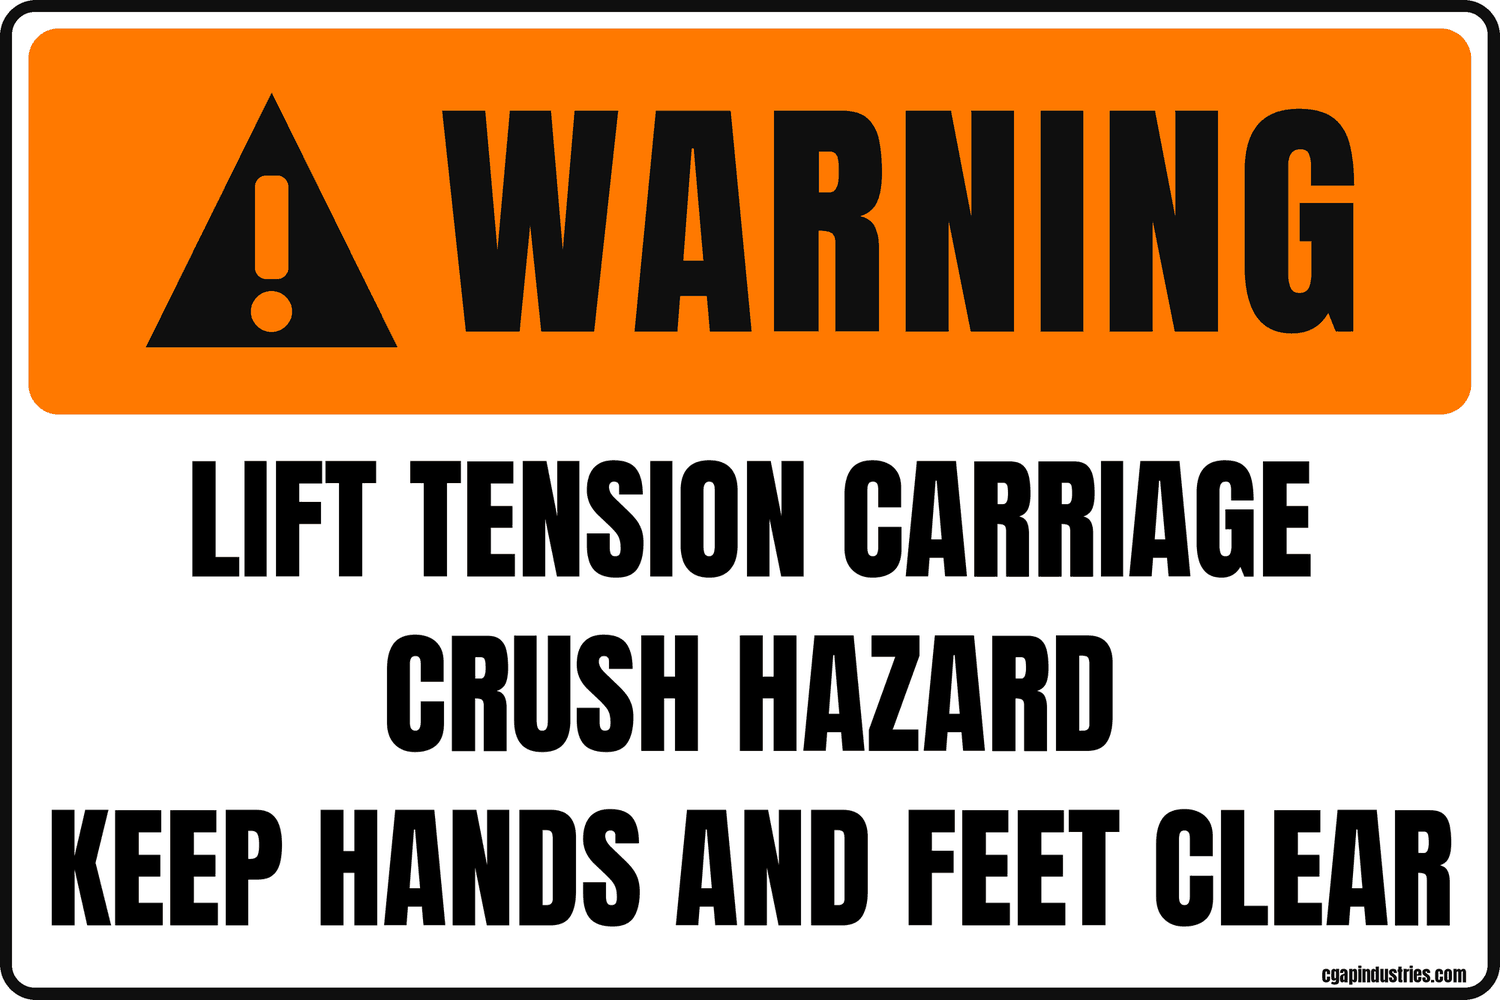 WARNING
LIFT TENSION CARRIAGE
CRUSH HAZARD
KEEP HANDS AND FEET CLEAR
cgapindustries.com